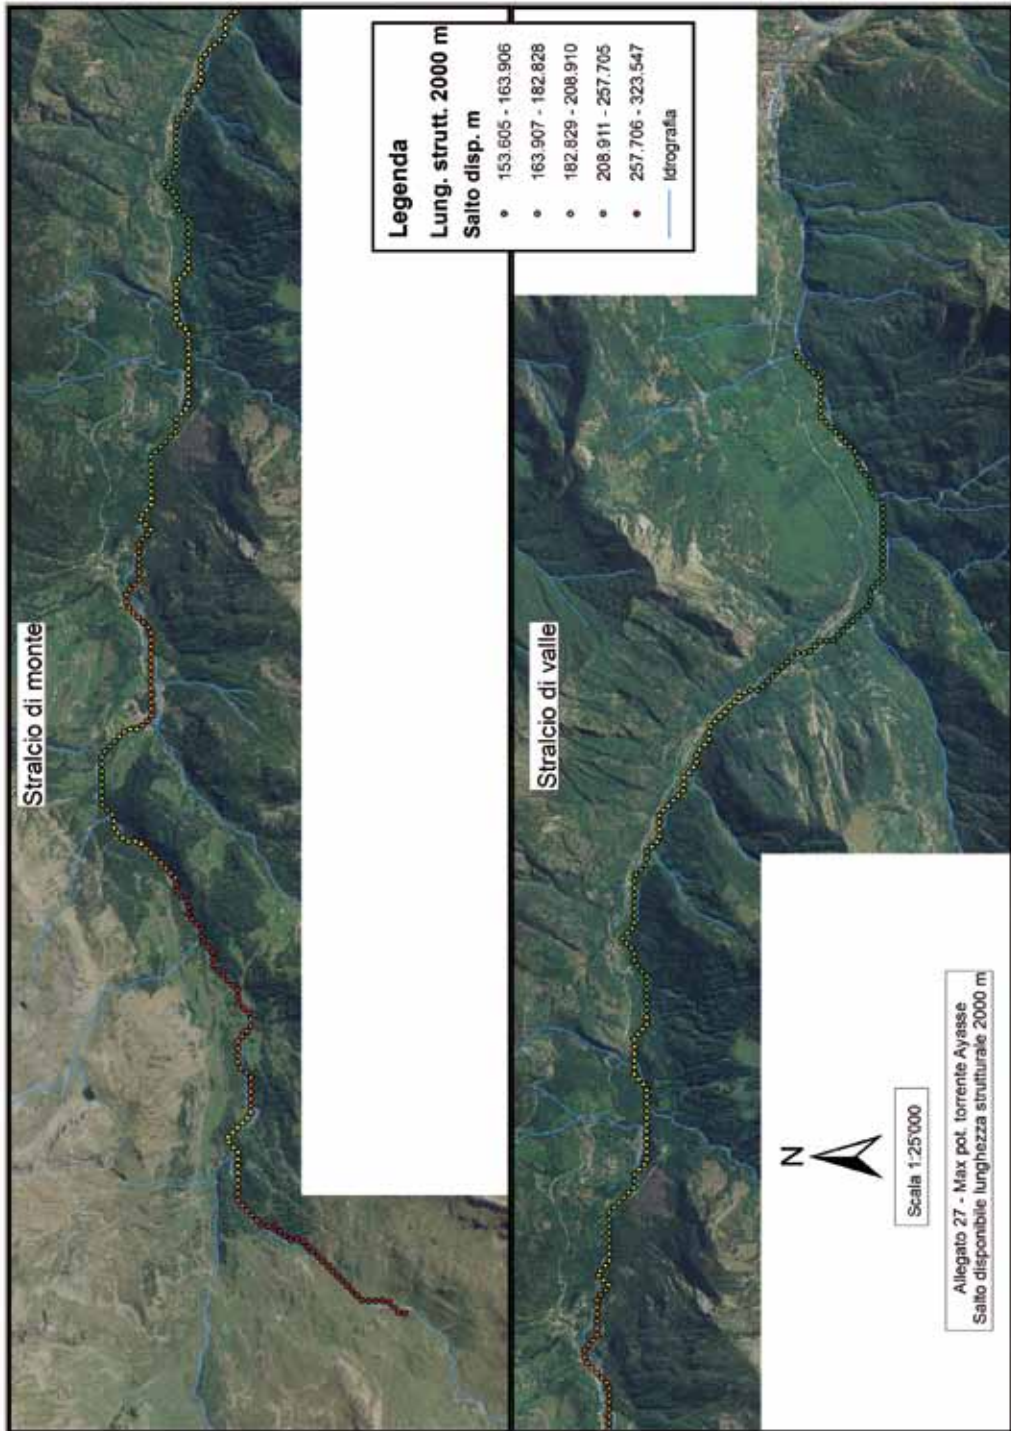 Stralcio di monte
Legenda
Lung. strutt. 2000 m
Salto disp. m
153.605 - 163.906
163.907 - 182.828
182.829 - 208.910
208.911 - 257.705
257.706 - 323.547
Idrografia
Stralcio di valle
N
Scala 1:25'000
Allegato 27 - Max pot. torrente Ayasse
Salto disponibile lunghezza strutturale 2000 m